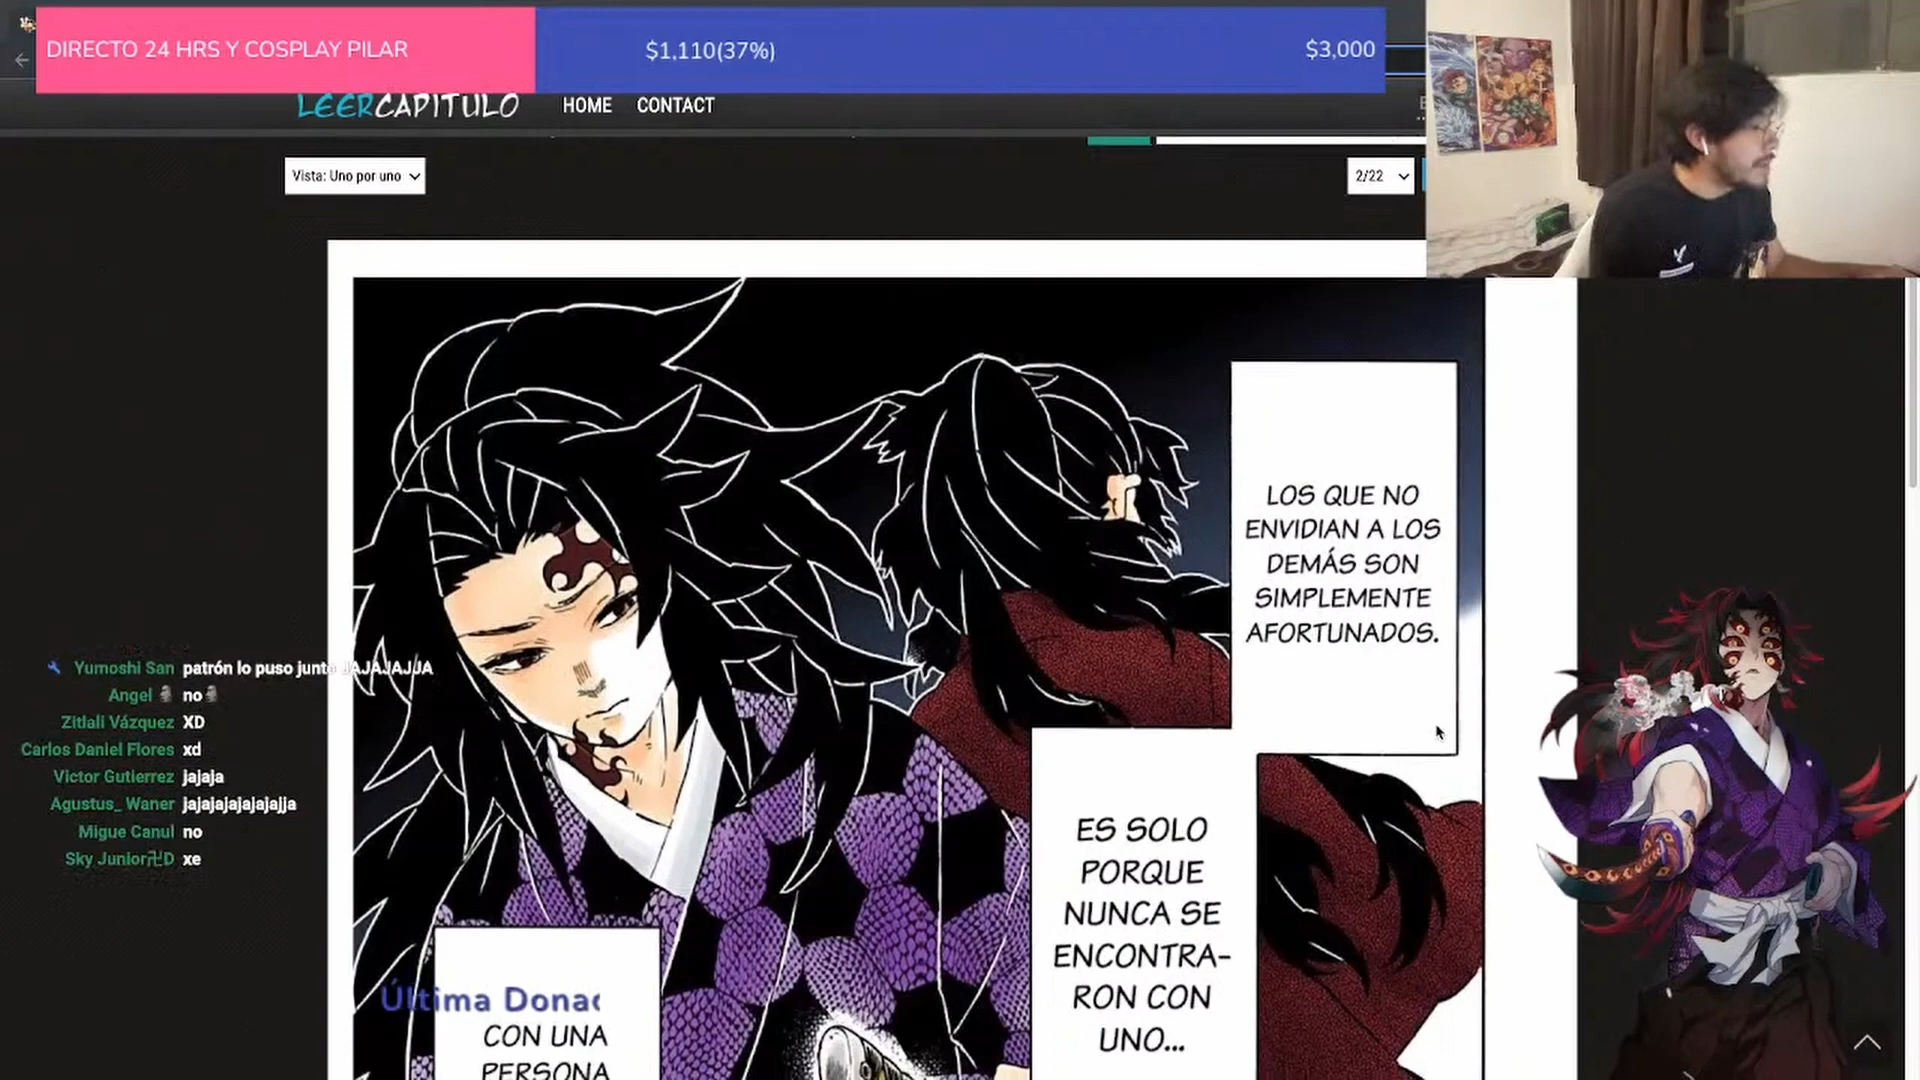 DIRECTO 24 HRS Y COSPLAY PILAR
$1,110(37%)
$3,000
LEERCAPITULO
HOME
CONTACT
Vista: Uno por uno
2/22
LOS QUE NO
ENVIDIAN A LOS
DEMÁS SON
SIMPLEMENTE
AFORTUNADOS.
ES SOLO
PORQUE
NUNCA SE
ENCONTRA-
RON CON
UNO...
Yumoshi San patrón lo puso junto JAJAJAJJA
Angel 🗿 no🗿
Zitlali Vázquez XD
Carlos Daniel Flores xd
Victor Gutierrez jajaja
Agustus_ Waner jajajajajajajajja
Migue Canul no
Sky Junior卍D xe
Última Donac
CON UNA
PERSONA